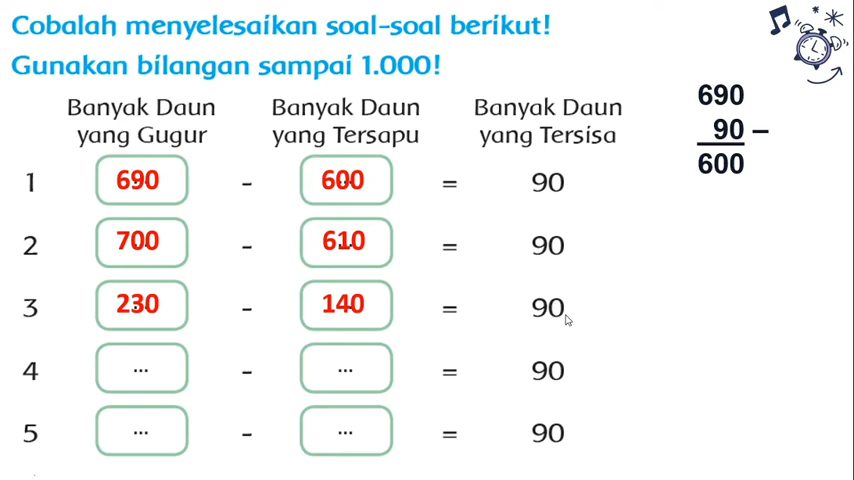 Cobalah menyelesaikan soal-soal berikut!
Gunakan bilangan sampai 1.000!
Banyak Daun yang Gugur
Banyak Daun yang Tersapu
Banyak Daun yang Tersisa
1 690 - 600 = 90
2 700 - 610 = 90
3 230 - 140 = 90
4 ... - ... = 90
5 ... - ... = 90
690
90 –
600